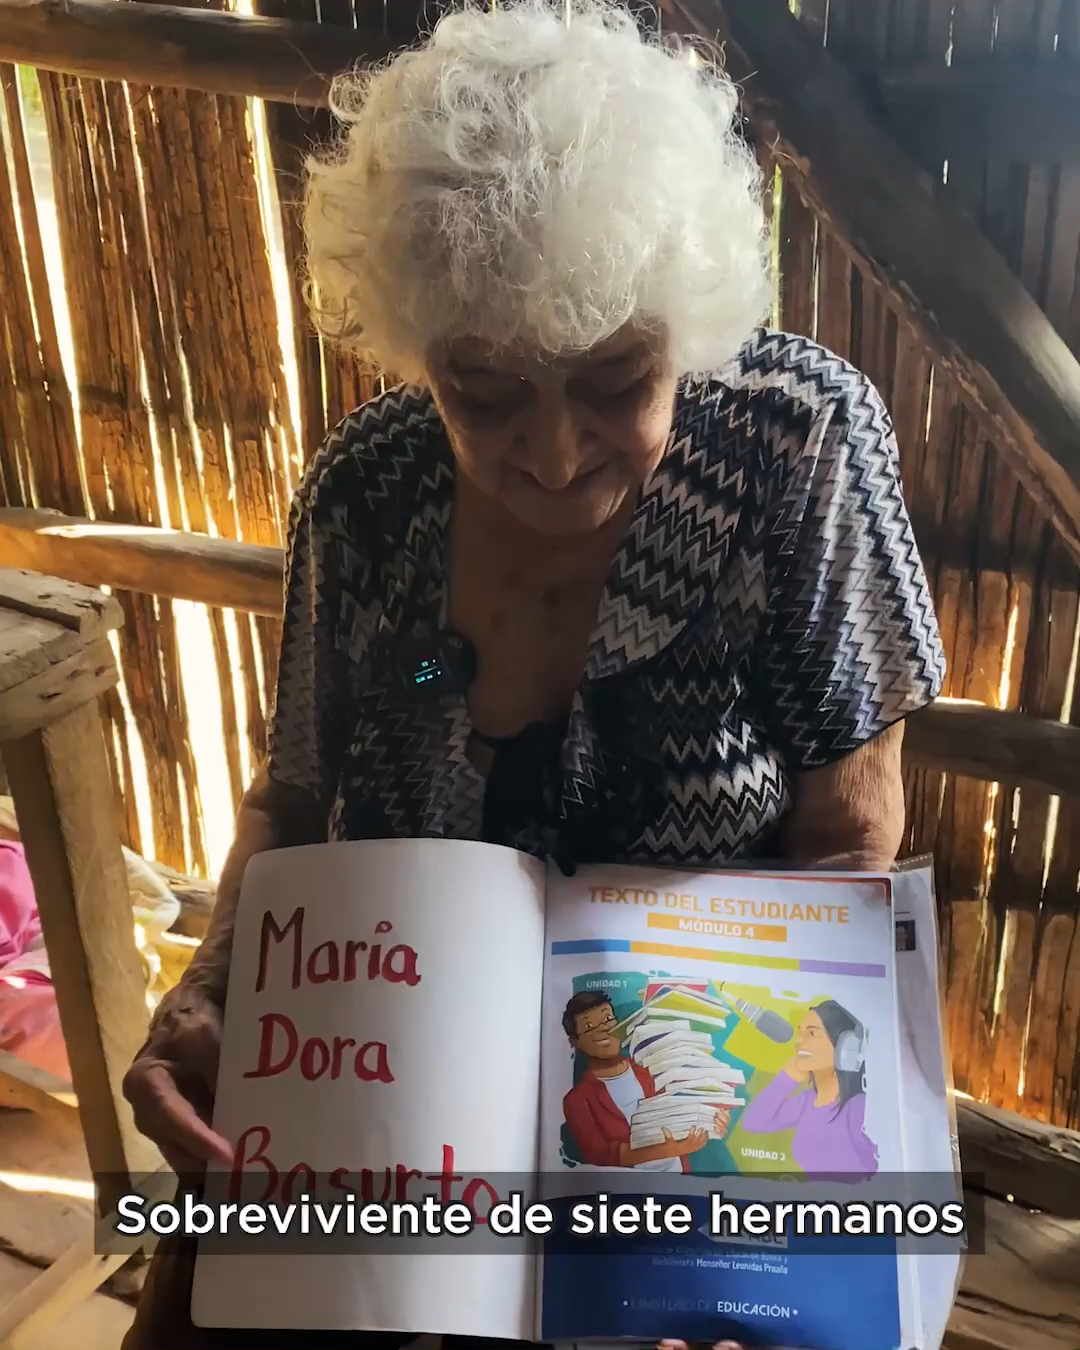 María
Dora
Basurto
TEXTO DEL ESTUDIANTE
MÓDULO 4
UNIDAD 1
UNIDAD 2
Sobreviviente de siete hermanos
Bachillerato Monseñor Leonidas Proaño
• MINISTERIO DE EDUCACIÓN •